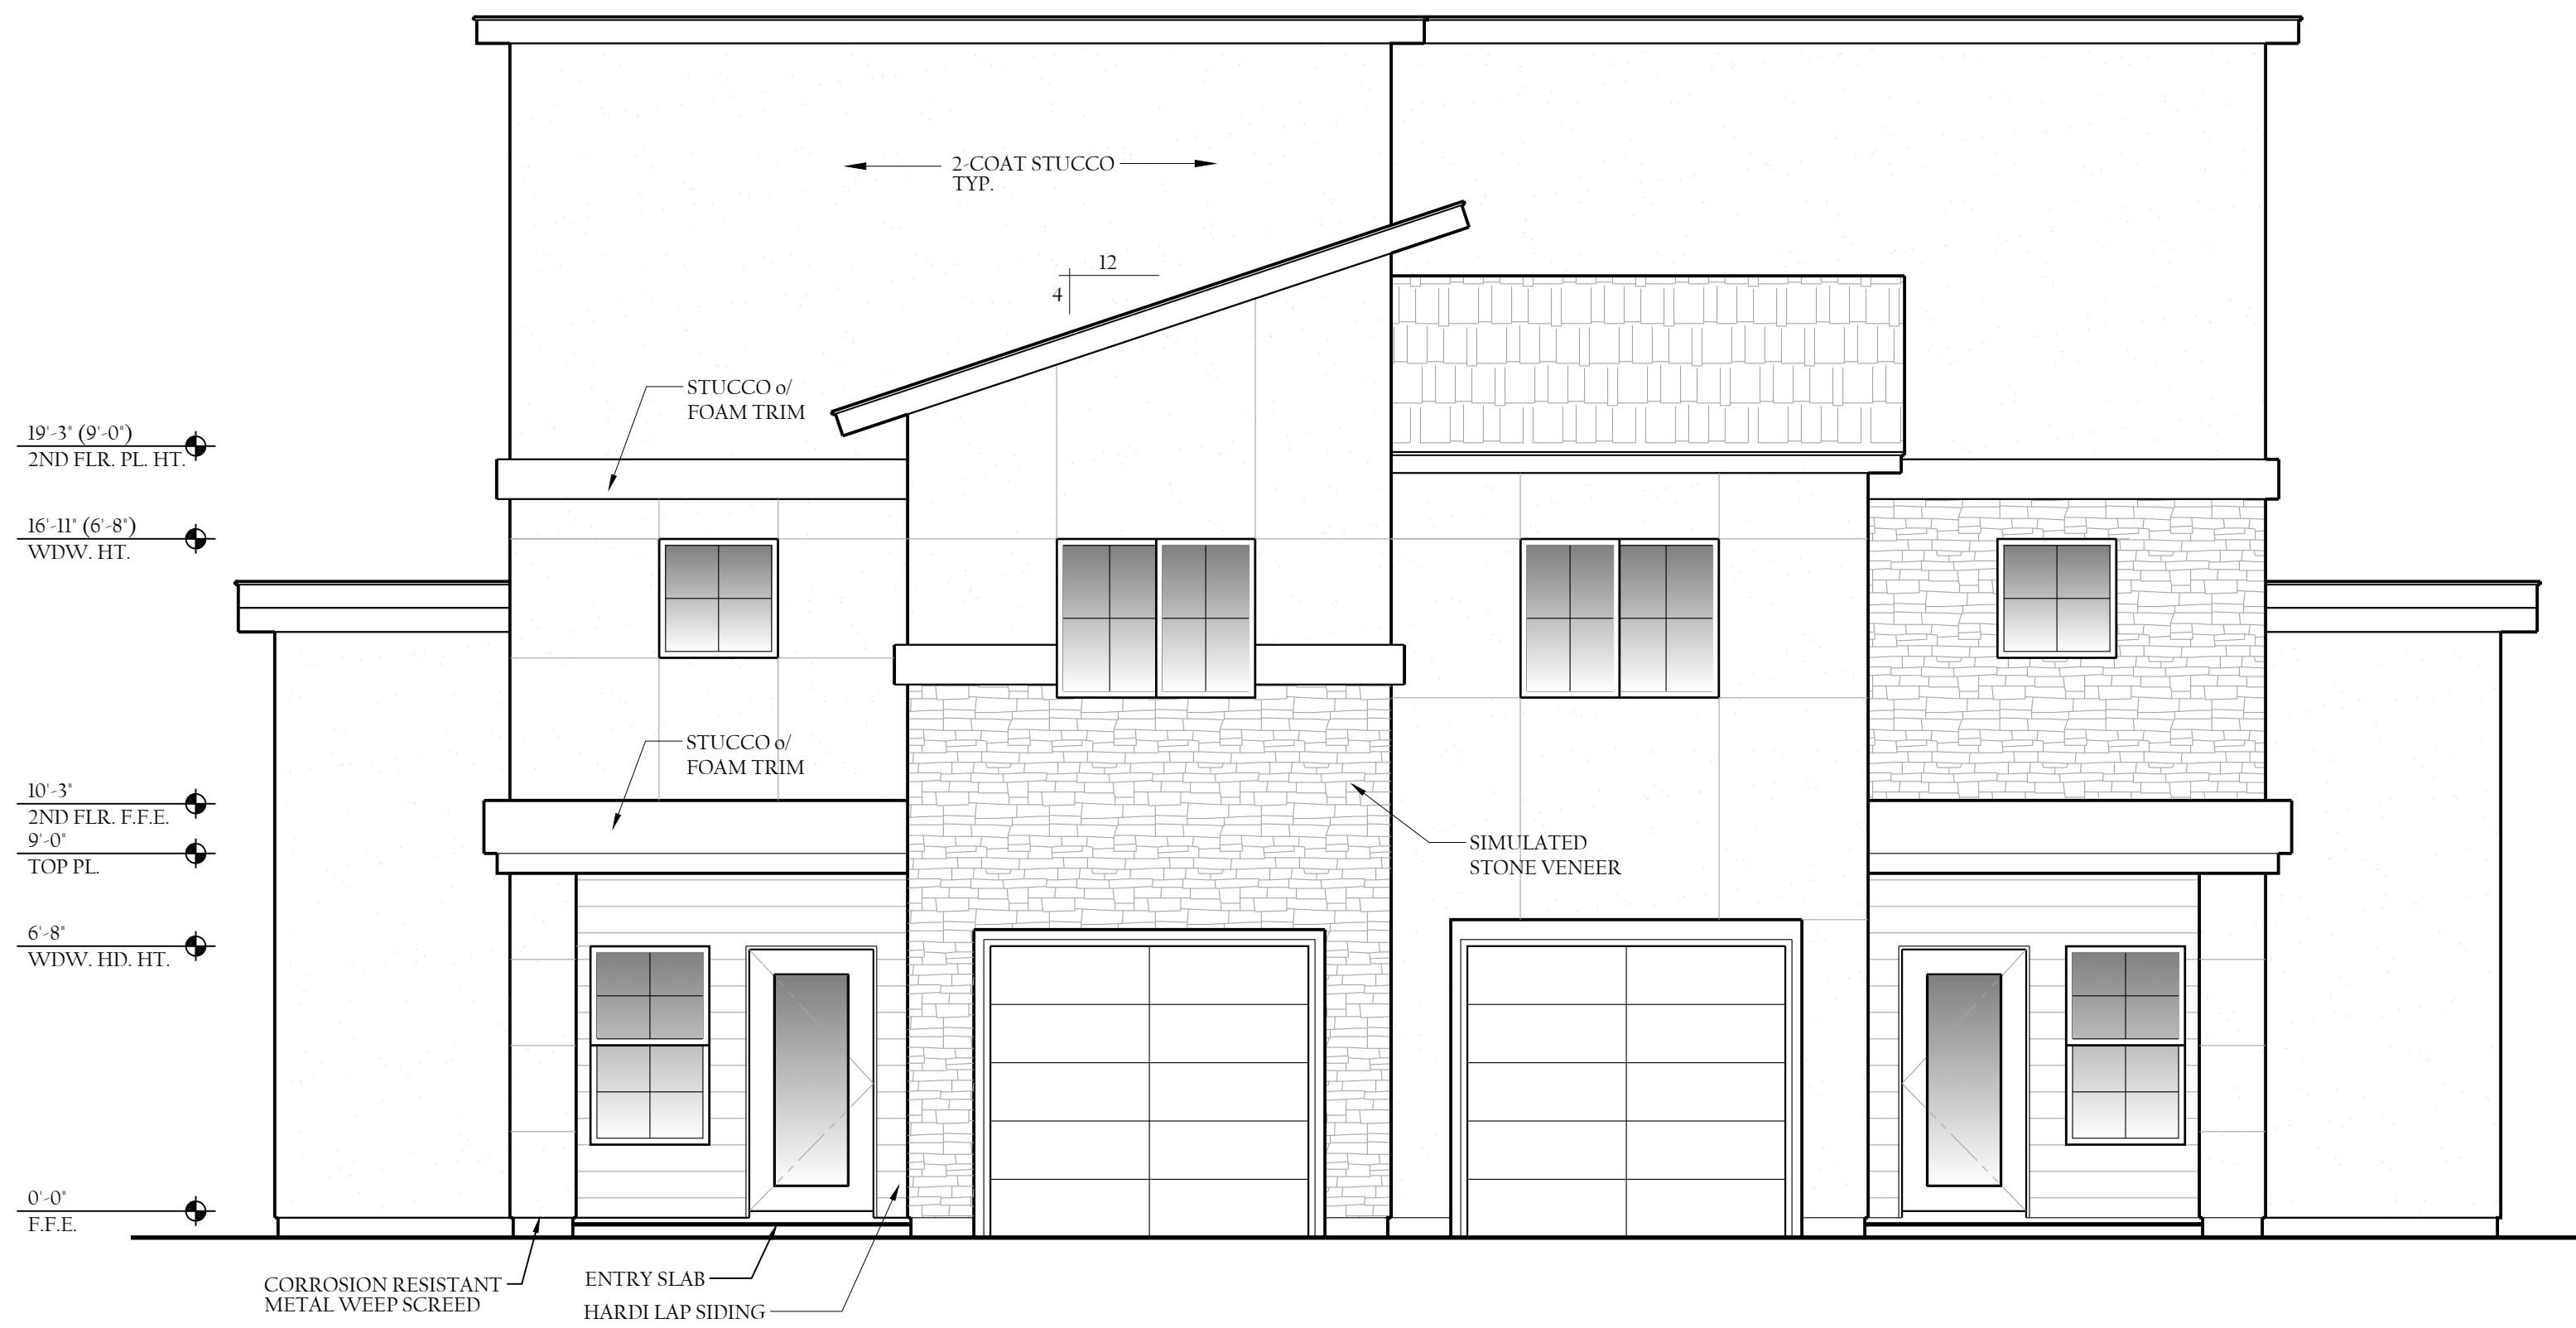 2-COAT STUCCO
TYP.
12
4
STUCCO o/
FOAM TRIM
19'-3" (9'-0")
2ND FLR. PL. HT.
16'-11" (6'-8")
WDW. HT.
STUCCO o/
FOAM TRIM
10'-3"
2ND FLR. F.F.E.
9'-0"
TOP PL.
SIMULATED
STONE VENEER
6'-8"
WDW. HD. HT.
0'-0"
F.F.E.
CORROSION RESISTANT
METAL WEEP SCREED
ENTRY SLAB
HARDI LAP SIDING